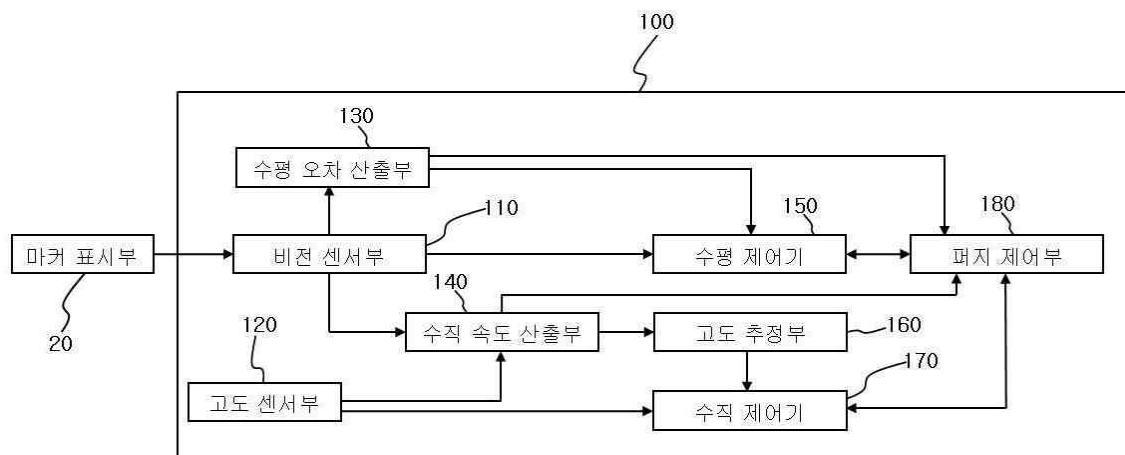 100
130
수평 오차 산출부
110
150
180
마커 표시부
비전 센서부
수평 제어기
퍼지 제어부
140
20
120
수직 속도 산출부
고도 추정부
160
170
고도 센서부
수직 제어기